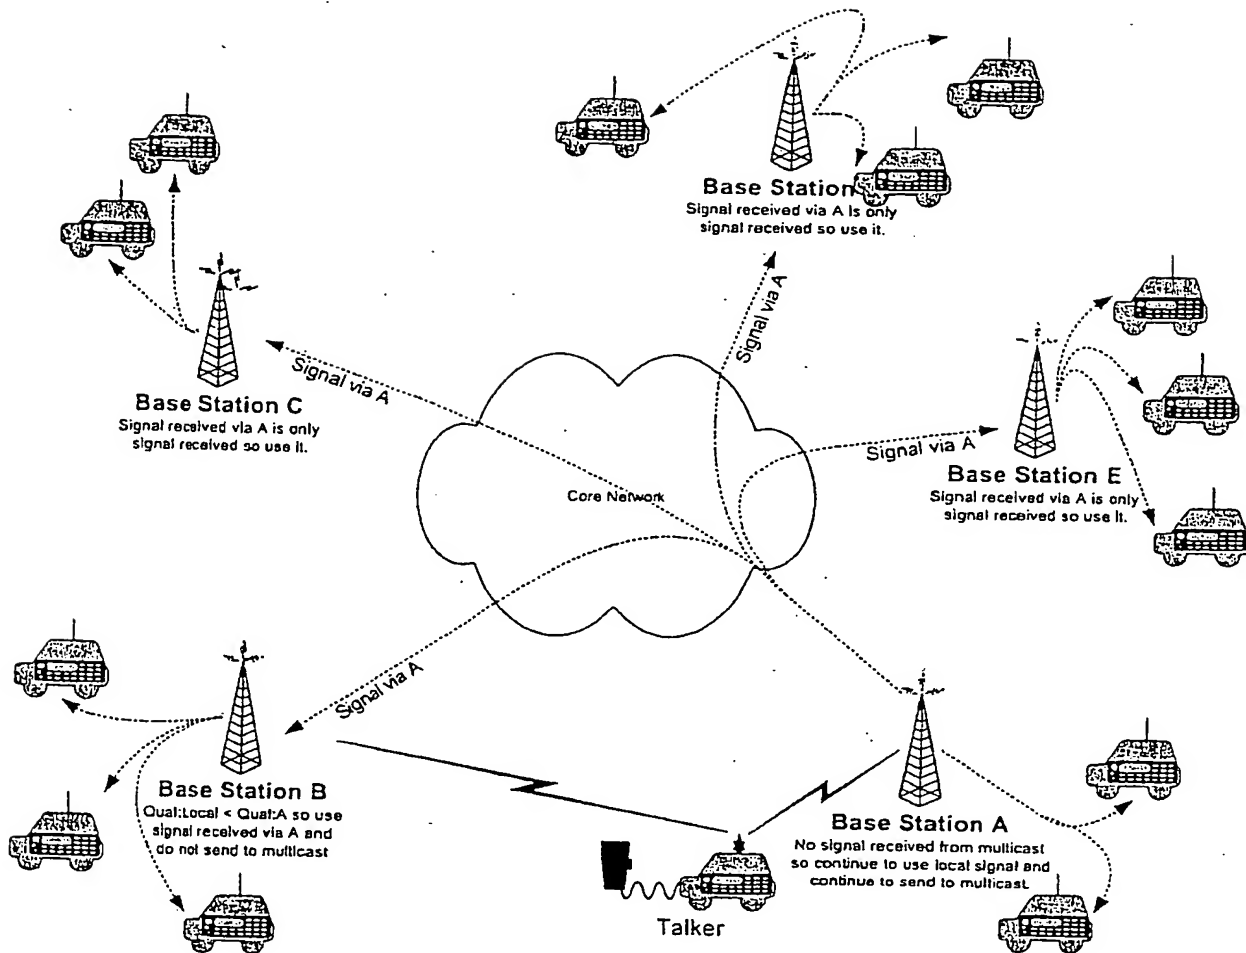 Base Station
Signal received via A is only
signal received so use it.
Signal via A
Signal via A
Base Station C
Signal received via A is only
signal received so use it.
Signal via A
Base Station E
Signal received via A is only
signal received so use it.
Core Network
Signal via A
Base Station B
Qual:Local < Qual:A so use
signal received via A and
do not send to multicast
Base Station A
No signal received from multicast
so continue to use local signal and
continue to send to multicast.
Talker